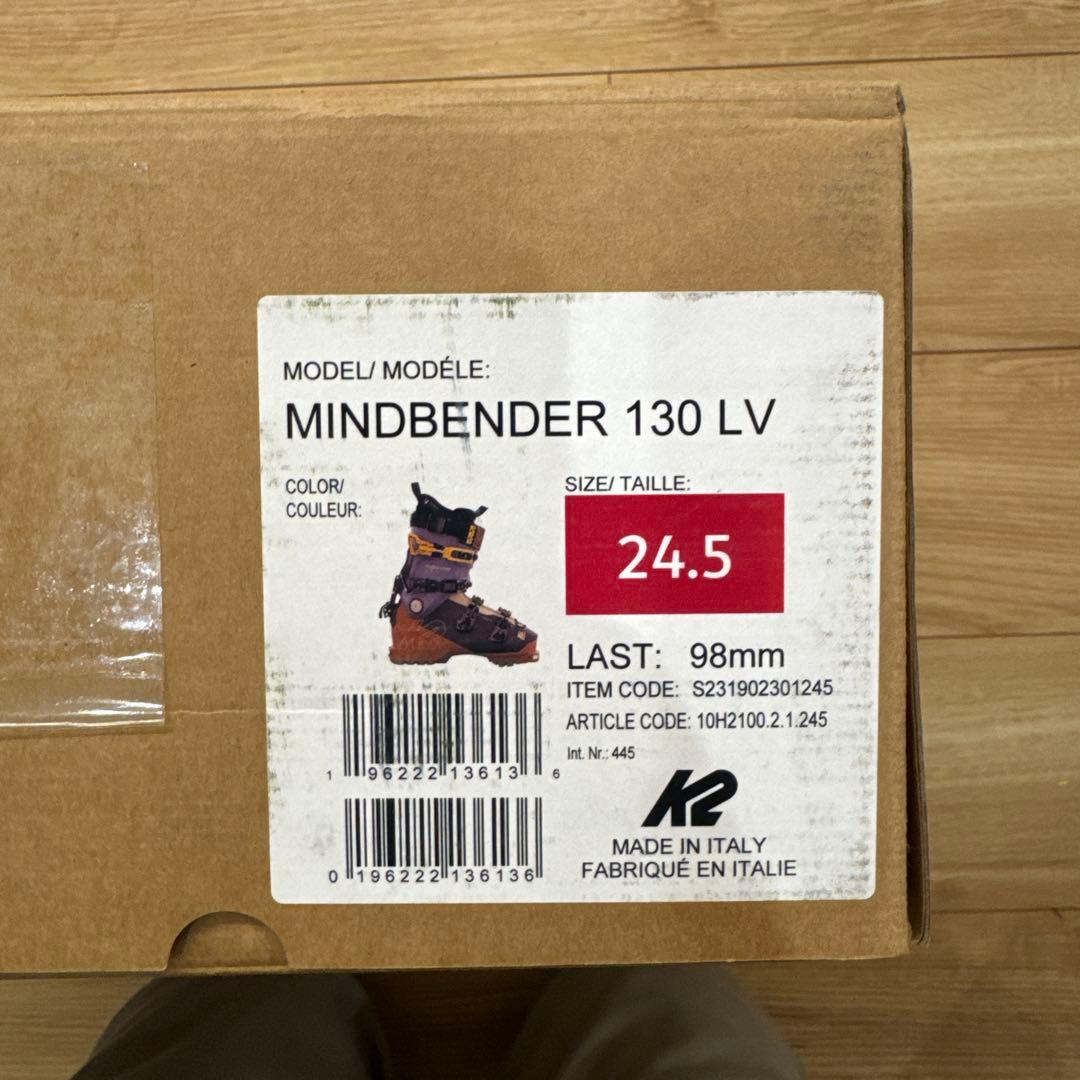 MODEL/ MODÉLE:
MINDBENDER 130 LV
COLOR/
COULEUR:
SIZE/ TAILLE:
24.5
LAST: 98mm
ITEM CODE: S231902301245
ARTICLE CODE: 10H2100.2.1.245
Int. Nr.: 445
1 96222 13613 6
0 196222 136136
K2
MADE IN ITALY
FABRIQUÉ EN ITALIE